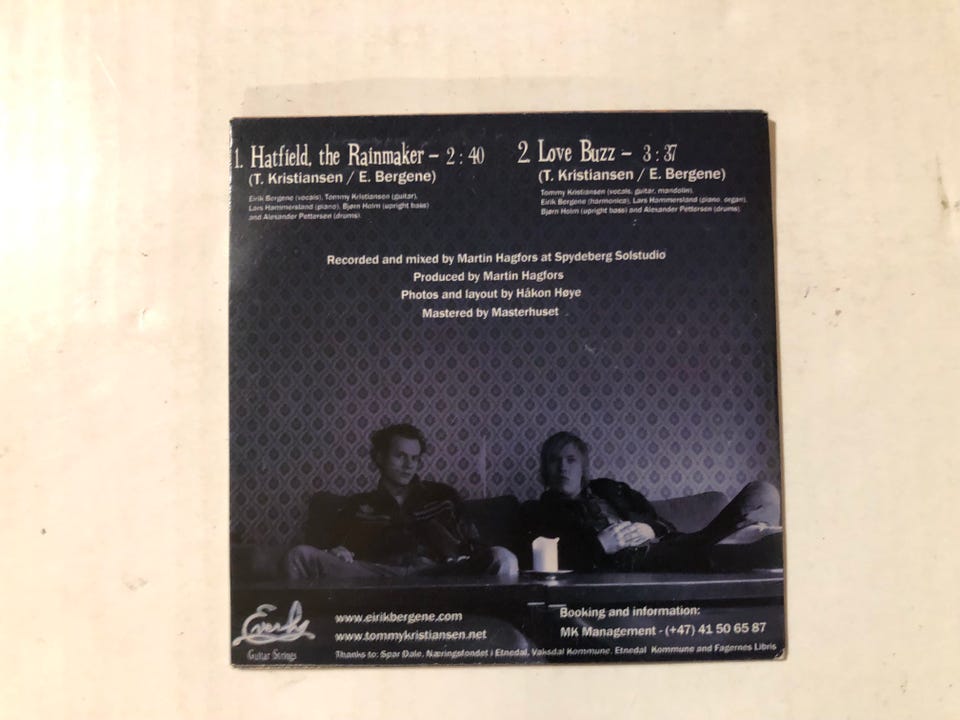 1. Hatfield, the Rainmaker – 2:40
(T. Kristiansen / E. Bergene)
Eirik Bergene (vocals), Tommy Kristiansen (guitar),
Lars Hammersland (piano), Bjørn Holm (upright bass)
and Alexander Pettersen (drums).
2. Love Buzz – 3:37
(T. Kristiansen / E. Bergene)
Tommy Kristiansen (vocals, guitar, mandolin),
Eirik Bergene (harmonica), Lars Hammersland (piano, organ),
Bjørn Holm (upright bass) and Alexander Pettersen (drums).
Recorded and mixed by Martin Hagfors at Spydeberg Solstudio
Produced by Martin Hagfors
Photos and layout by Håkon Høye
Mastered by Masterhuset
Everly
Guitar Strings
www.eirikbergene.com
www.tommykristiansen.net
Booking and information:
MK Management - (+47) 41 50 65 87
Thanks to: Spar Dale, Næringsfondet i Etnedal, Vaksdal Kommune, Etnedal Kommune and Fagernes Libris